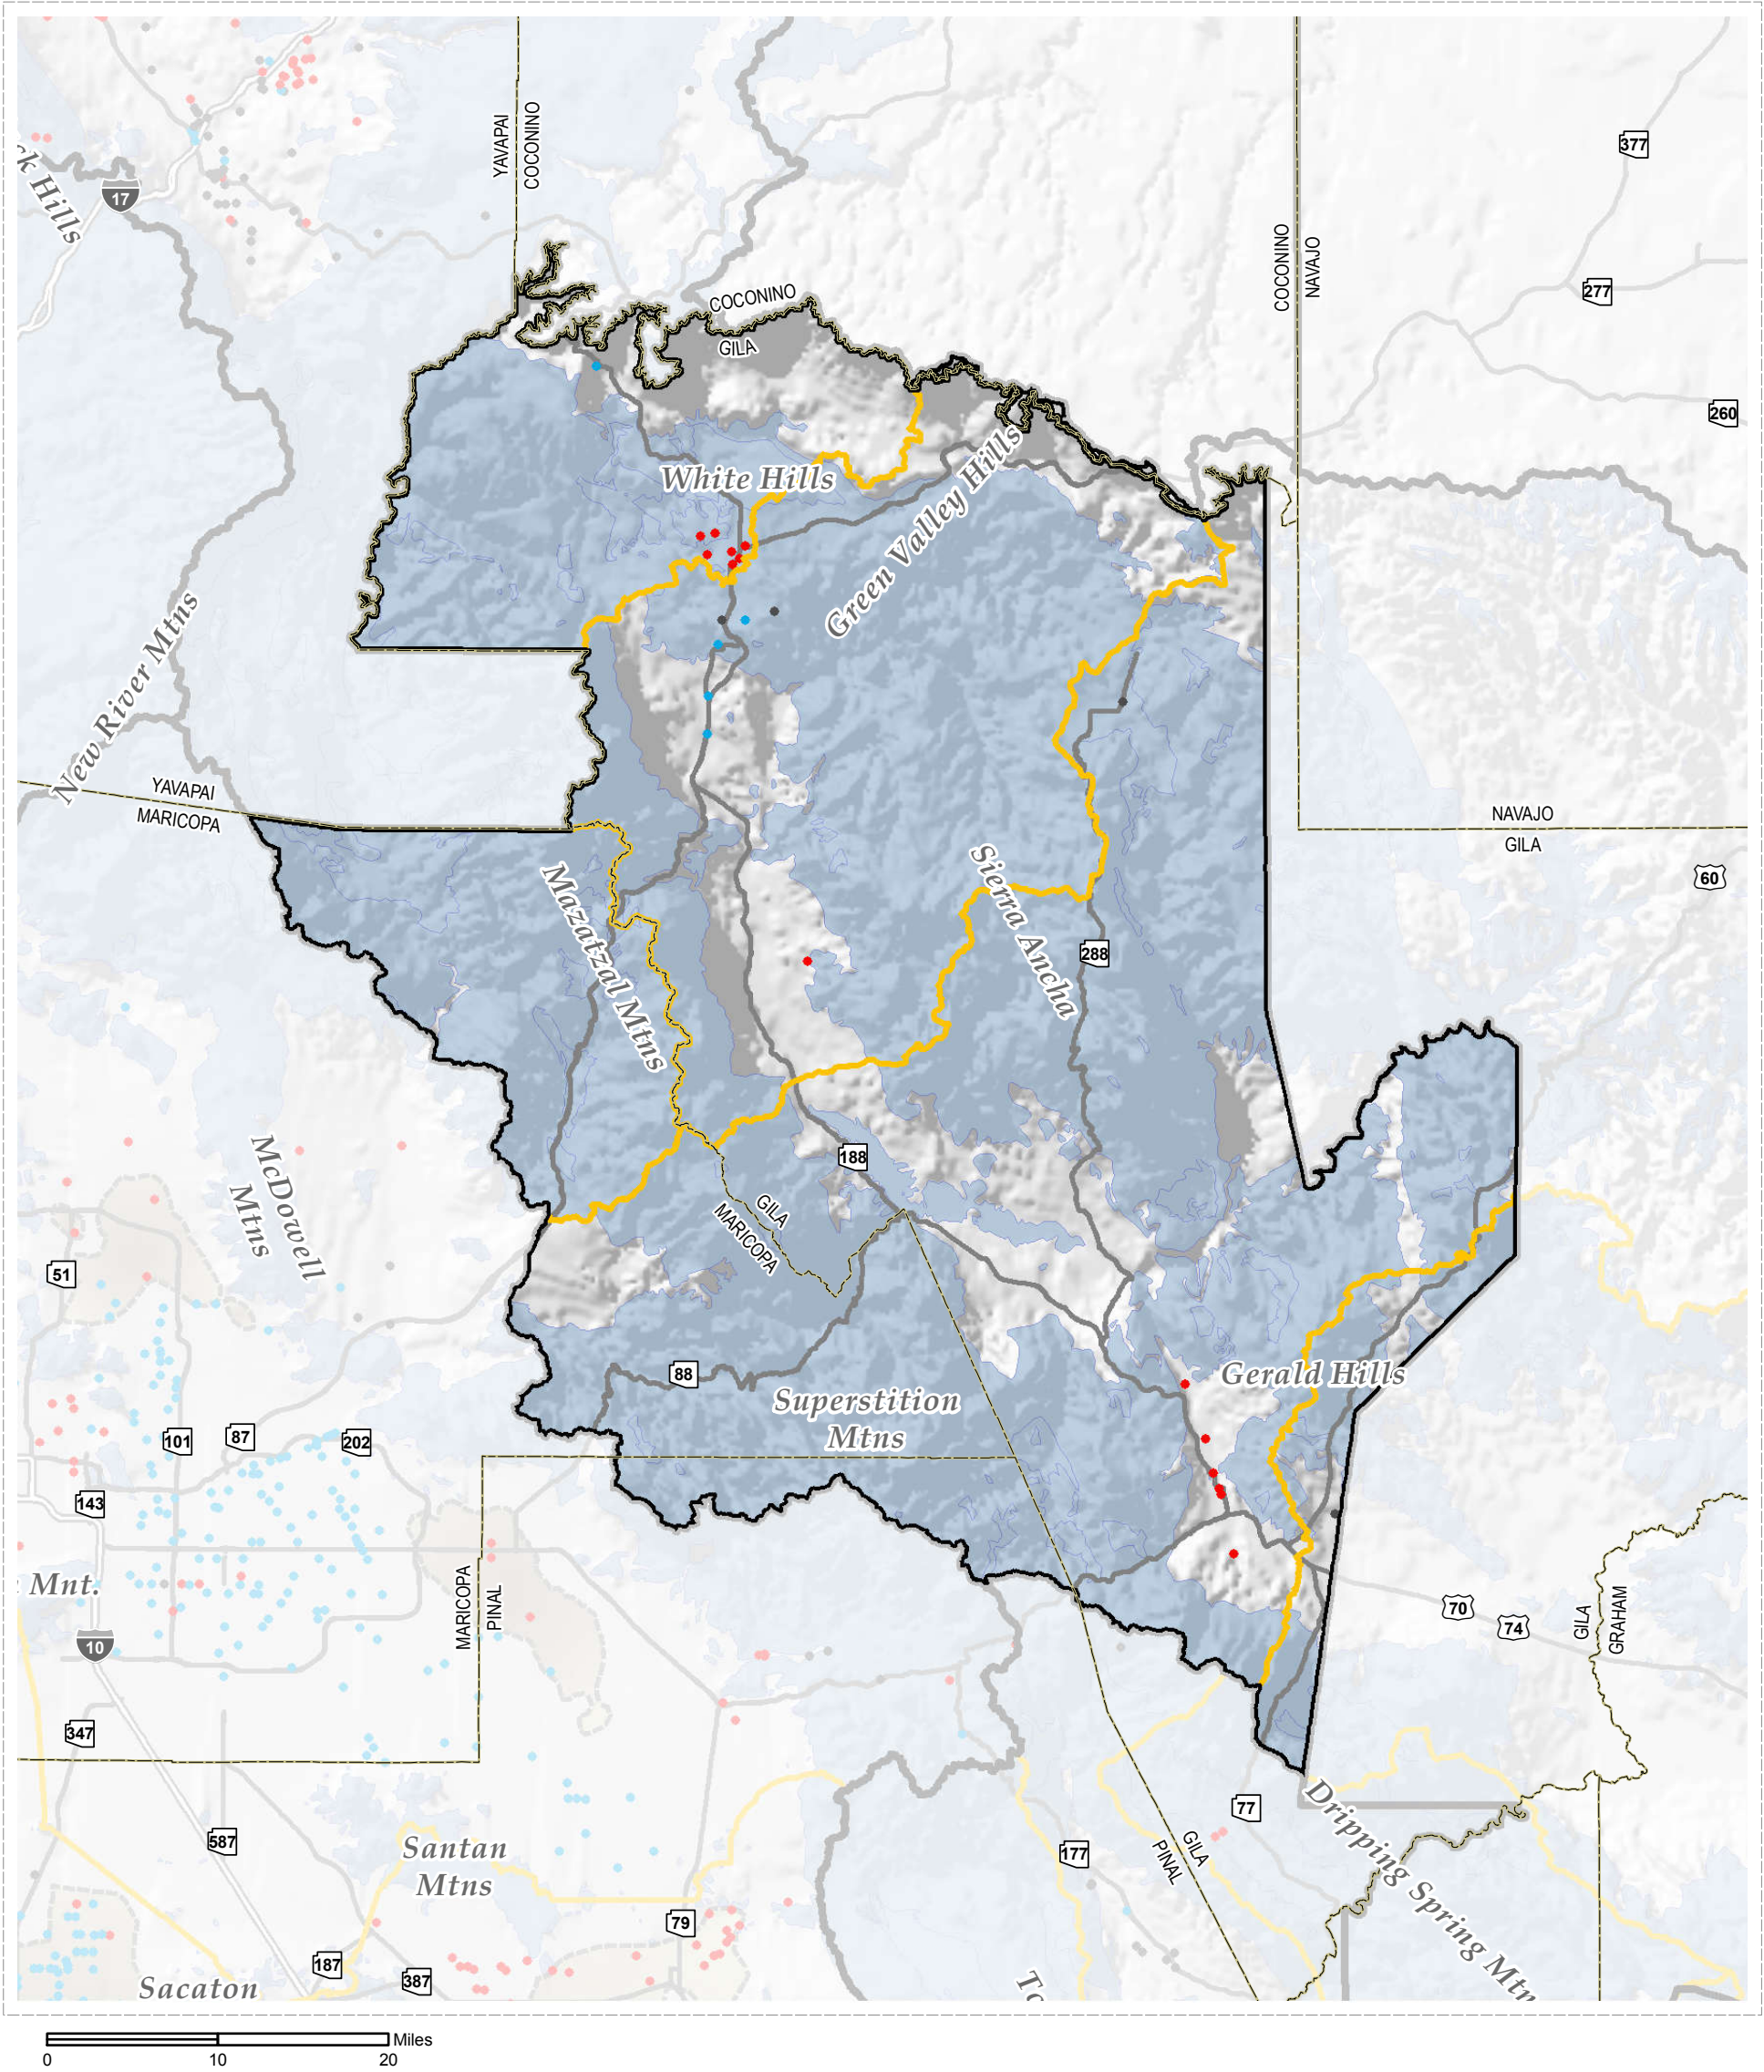 YAVAPAI
COCONINO
377
ck Hills
17
COCONINO
NAVAJO
277
COCONINO
GILA
260
White Hills
Green Valley Hills
New River Mtns
YAVAPAI
MARICOPA
NAVAJO
GILA
60
Mazatzal Mtns
Sierra Ancha
288
McDowell
Mtns
188
GILA
MARICOPA
51
88
Gerald Hills
Superstition
Mtns
101
87
202
143
Mnt.
MARICOPA
PINAL
70
74
GILA
GRAHAM
10
347
77
Dripping Spring Mtn
587
Santan
Mtns
177
GILA
PINAL
79
187
387
Sacaton
To
Miles
0
10
20